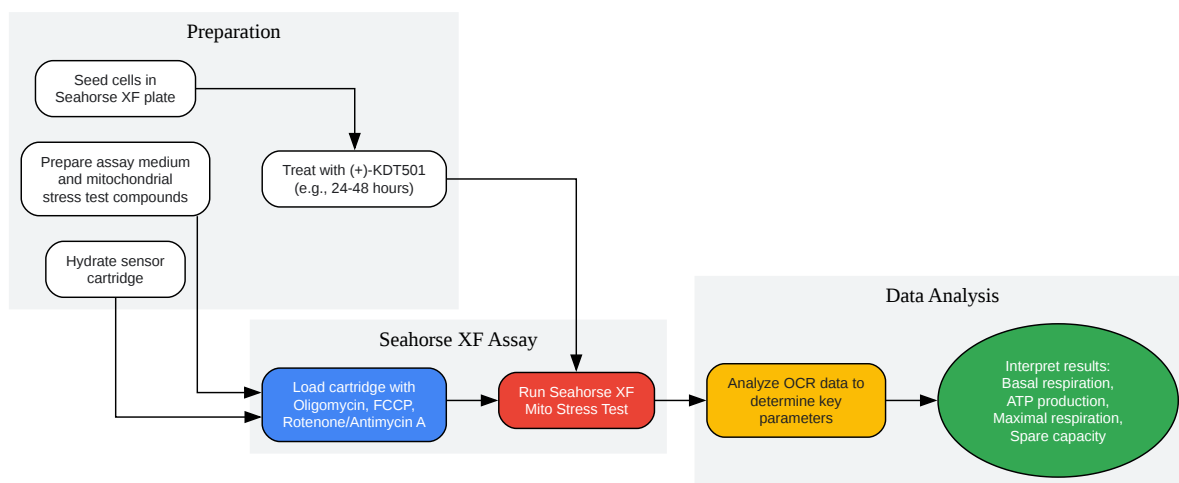 Preparation
Seed cells in
Seahorse XF plate
Prepare assay medium
and mitochondrial
stress test compounds
Treat with (+)-KDT501
(e.g., 24-48 hours)
Hydrate sensor
cartridge
Seahorse XF Assay
Load cartridge with
Oligomycin, FCCP,
Rotenone/Antimycin A
Run Seahorse XF
Mito Stress Test
Data Analysis
Analyze OCR data to
determine key
parameters
Interpret results:
Basal respiration,
ATP production,
Maximal respiration,
Spare capacity